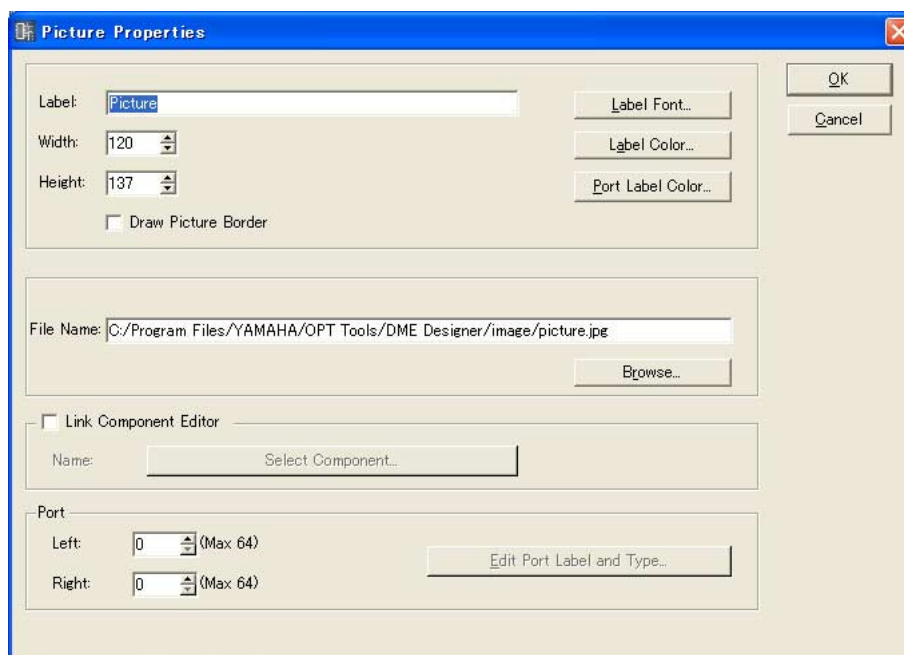 Picture Properties
Label: Picture Label Font...
Width: 120 Label Color...
Height: 137 Port Label Color...
Draw Picture Border
OK
Cancel
File Name: C:/Program Files/YAMAHA/OPT Tools/DME Designer/image/picture.jpg
Browse...
Link Component Editor
Name: Select Component...
Port
Left: 0 (Max 64)
Right: 0 (Max 64)
Edit Port Label and Type...